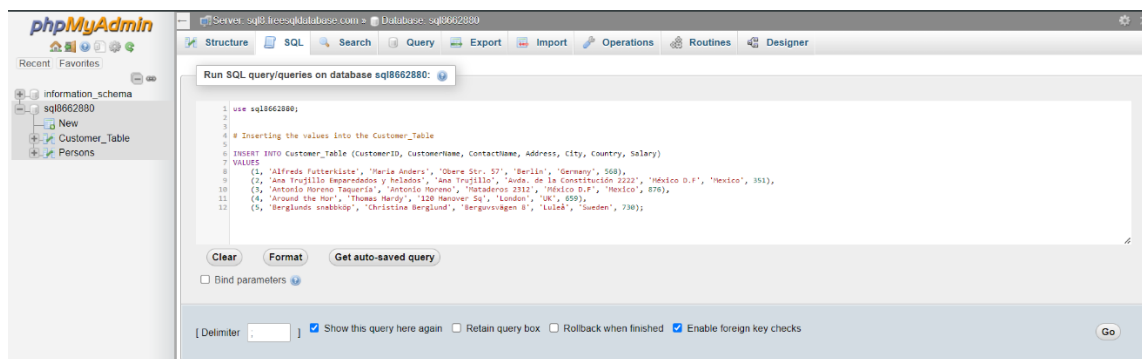 phpMyAdmin
Recent Favorites
information_schema
sql8662880
New
Customer_Table
Persons
Server: sql8.freesqldatabase.com » Database: sql8662880
Structure SQL Search Query Export Import Operations Routines Designer
Run SQL query/queries on database sql8662880:
1 use sql8662880;
2
3
4 # Inserting the values into the Customer_Table
5
6 INSERT INTO Customer_Table (CustomerID, CustomerName, ContactName, Address, City, Country, Salary)
7 VALUES
8 (1, 'Alfreds Futterkiste', 'Maria Anders', 'Obere Str. 57', 'Berlin', 'Germany', 568),
9 (2, 'Ana Trujillo Emparedados y helados', 'Ana Trujillo', 'Avda. de la Constitución 2222', 'México D.F', 'Mexico', 351),
10 (3, 'Antonio Moreno Taquería', 'Antonio Moreno', 'Mataderos 2312', 'México D.F', 'Mexico', 876),
11 (4, 'Around the Hor', 'Thomas Hardy', '120 Hanover Sq', 'London', 'UK', 659),
12 (5, 'Berglunds snabbköp', 'Christina Berglund', 'Berguvsvägen 8', 'Luleå', 'Sweden', 730);
Clear Format Get auto-saved query
Bind parameters
[ Delimiter ; ] Show this query here again Retain query box Rollback when finished Enable foreign key checks Go